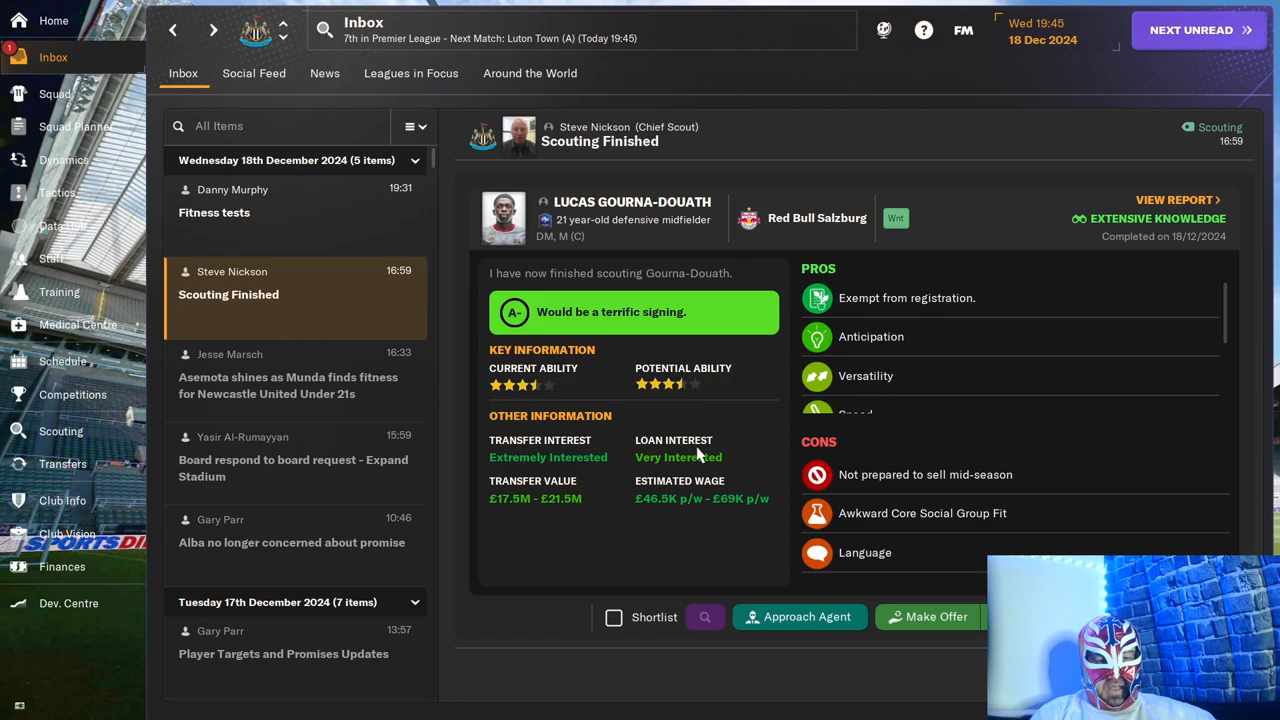 Home
Inbox
7th in Premier League - Next Match: Luton Town (A) (Today 19:45)
FM
Wed 19:45
18 Dec 2024
NEXT UNREAD
1
Inbox
Squad
Squad Planner
Dynamics
Tactics
Data Hub
Staff
Training
Medical Centre
Schedule
Competitions
Scouting
Transfers
Club Info
Club Vision
Finances
Dev. Centre
Inbox
Social Feed
News
Leagues in Focus
Around the World
All Items
Wednesday 18th December 2024 (5 items)
Danny Murphy
19:31
Fitness tests
Steve Nickson
16:59
Scouting Finished
Jesse Marsch
16:33
Asemota shines as Munda finds fitness
for Newcastle United Under 21s
Yasir Al-Rumayyan
15:59
Board respond to board request - Expand
Stadium
Gary Parr
10:46
Alba no longer concerned about promise
Tuesday 17th December 2024 (7 items)
Gary Parr
13:57
Player Targets and Promises Updates
Steve Nickson (Chief Scout)
Scouting Finished
Scouting
16:59
LUCAS GOURNA-DOUATH
21 year-old defensive midfielder
DM, M (C)
Red Bull Salzburg
Wnt
VIEW REPORT
EXTENSIVE KNOWLEDGE
Completed on 18/12/2024
I have now finished scouting Gourna-Douath.
A-
Would be a terrific signing.
KEY INFORMATION
CURRENT ABILITY
POTENTIAL ABILITY
OTHER INFORMATION
TRANSFER INTEREST
LOAN INTEREST
Extremely Interested
Very Interested
TRANSFER VALUE
ESTIMATED WAGE
£17.5M - £21.5M
£46.5K p/w - £69K p/w
PROS
Exempt from registration.
Anticipation
Versatility
Speed
CONS
Not prepared to sell mid-season
Awkward Core Social Group Fit
Language
Shortlist
Approach Agent
Make Offer